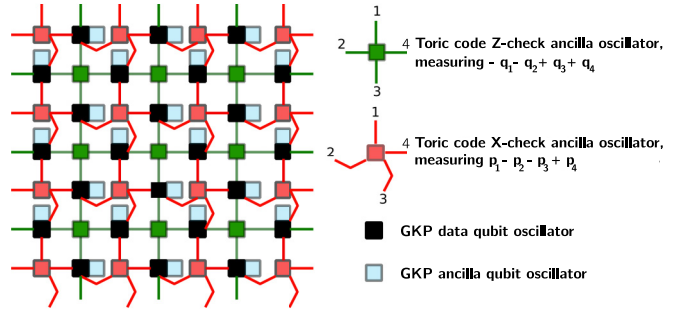 1
2
4
3
Toric code Z-check ancilla oscillator,
measuring - q₁- q₂+ q₃ + q₄
1
2
4
3
Toric code X-check ancilla oscillator,
measuring p₁- p₂ - p₃ + p₄
GKP data qubit oscillator
GKP ancilla qubit oscillator